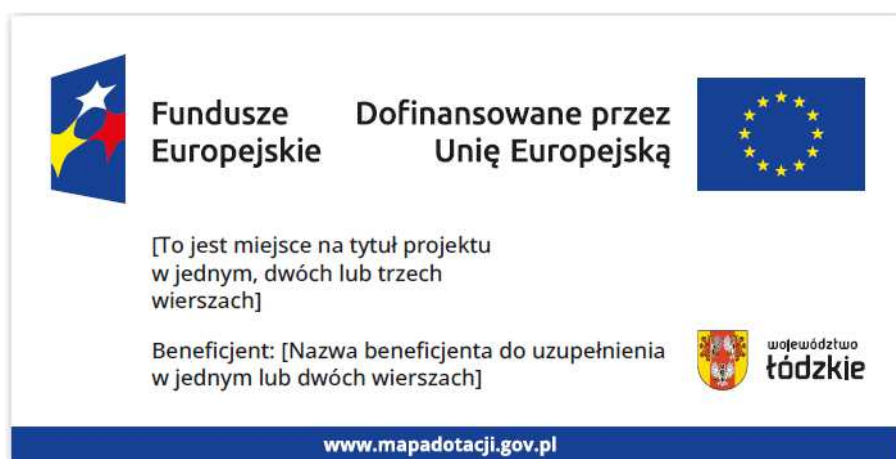 Fundusze
Europejskie
Dofinansowane przez
Unię Europejską
[To jest miejsce na tytuł projektu
w jednym, dwóch lub trzech
wierszach]
Beneficjent: [Nazwa beneficjenta do uzupełnienia
w jednym lub dwóch wierszach]
województwo
łódzkie
www.mapadotacji.gov.pl